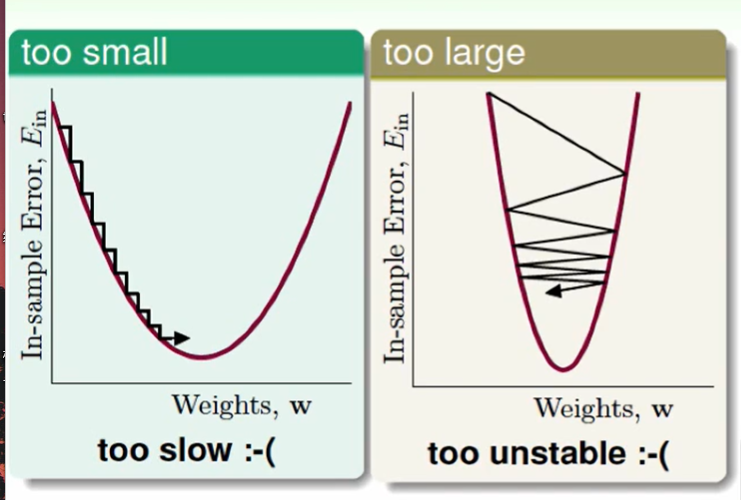 too small
In-sample Error, E_in
Weights, w
too slow :-(
too large
In-sample Error, E_in
Weights, w
too unstable :-(